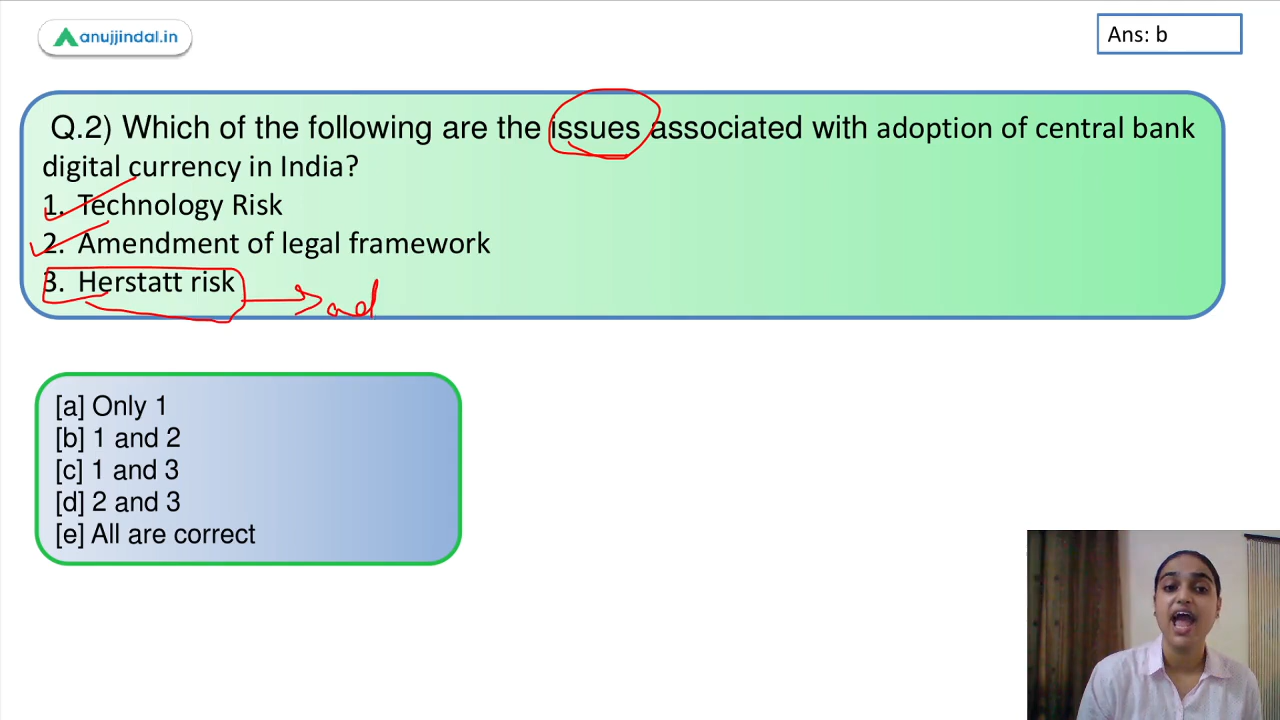 anujjindal.in
Ans: b
Q.2) Which of the following are the issues associated with adoption of central bank
digital currency in India?
1. Technology Risk
2. Amendment of legal framework
3. Herstatt risk
ad
[a] Only 1
[b] 1 and 2
[c] 1 and 3
[d] 2 and 3
[e] All are correct